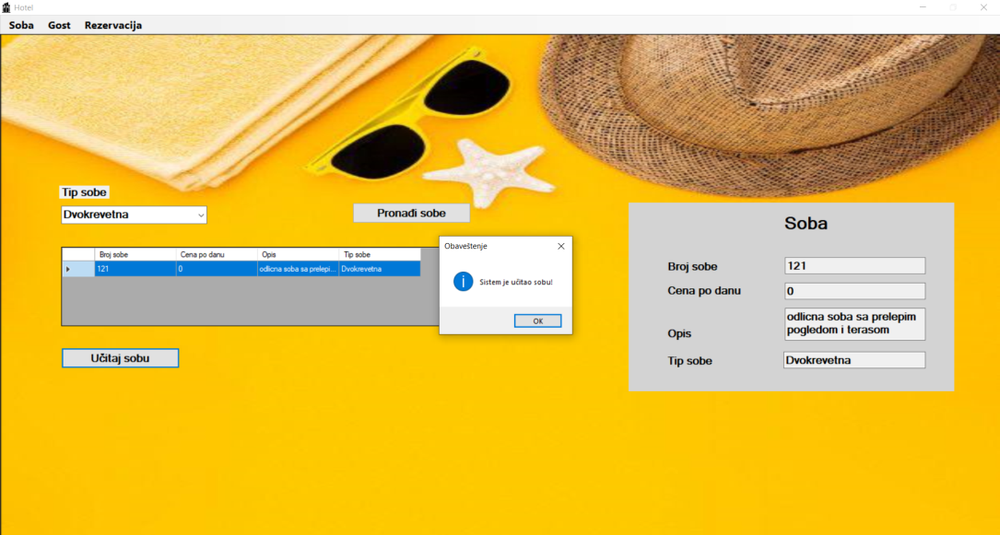 Hotel
Soba Gost Rezervacija
Tip sobe
Dvokrevetna
Pronađi sobe
Broj sobe Cena po danu Opis Tip sobe
121 0 odlicna soba sa prelepi... Dvokrevetna
Učitaj sobu
Obaveštenje
Sistem je učitao sobu!
OK
Soba
Broj sobe 121
Cena po danu 0
odlicna soba sa prelepim
pogledom i terasom
Opis
Tip sobe Dvokrevetna